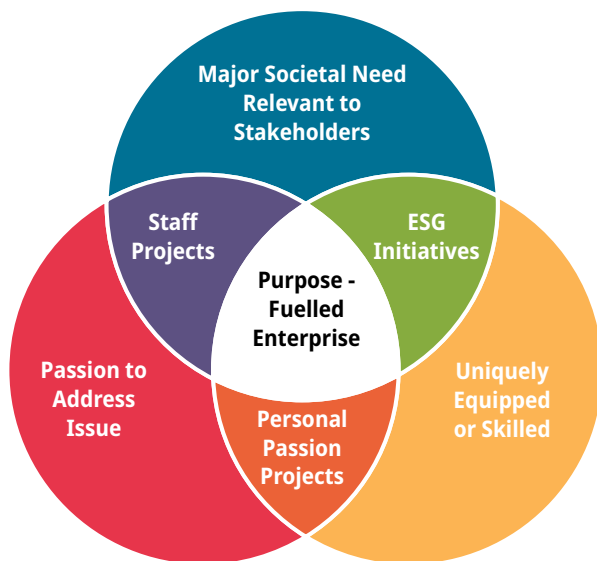 Major Societal Need
Relevant to
Stakeholders
Staff
Projects
ESG
Initiatives
Purpose -
Fuelled
Enterprise
Passion to
Address
Issue
Uniquely
Equipped
or Skilled
Personal
Passion
Projects